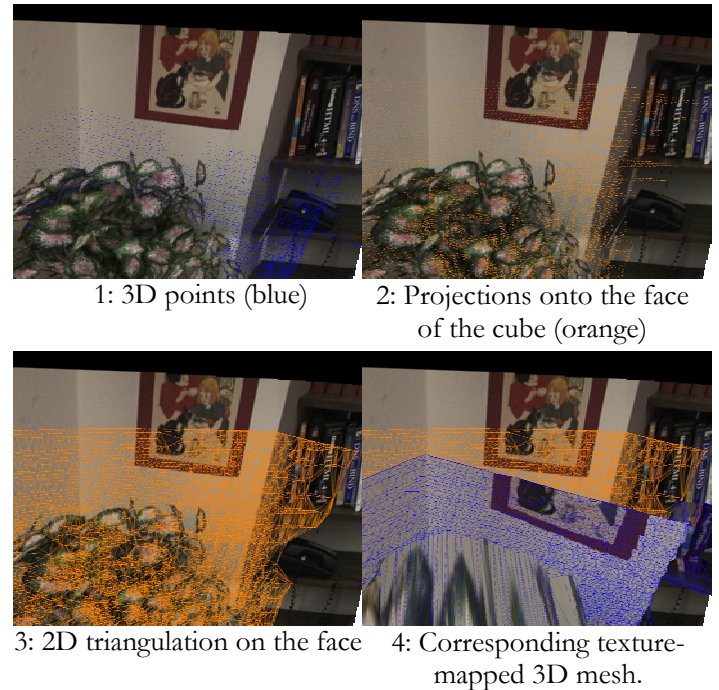 1: 3D points (blue)
2: Projections onto the face
of the cube (orange)
3: 2D triangulation on the face
4: Corresponding texture-
mapped 3D mesh.